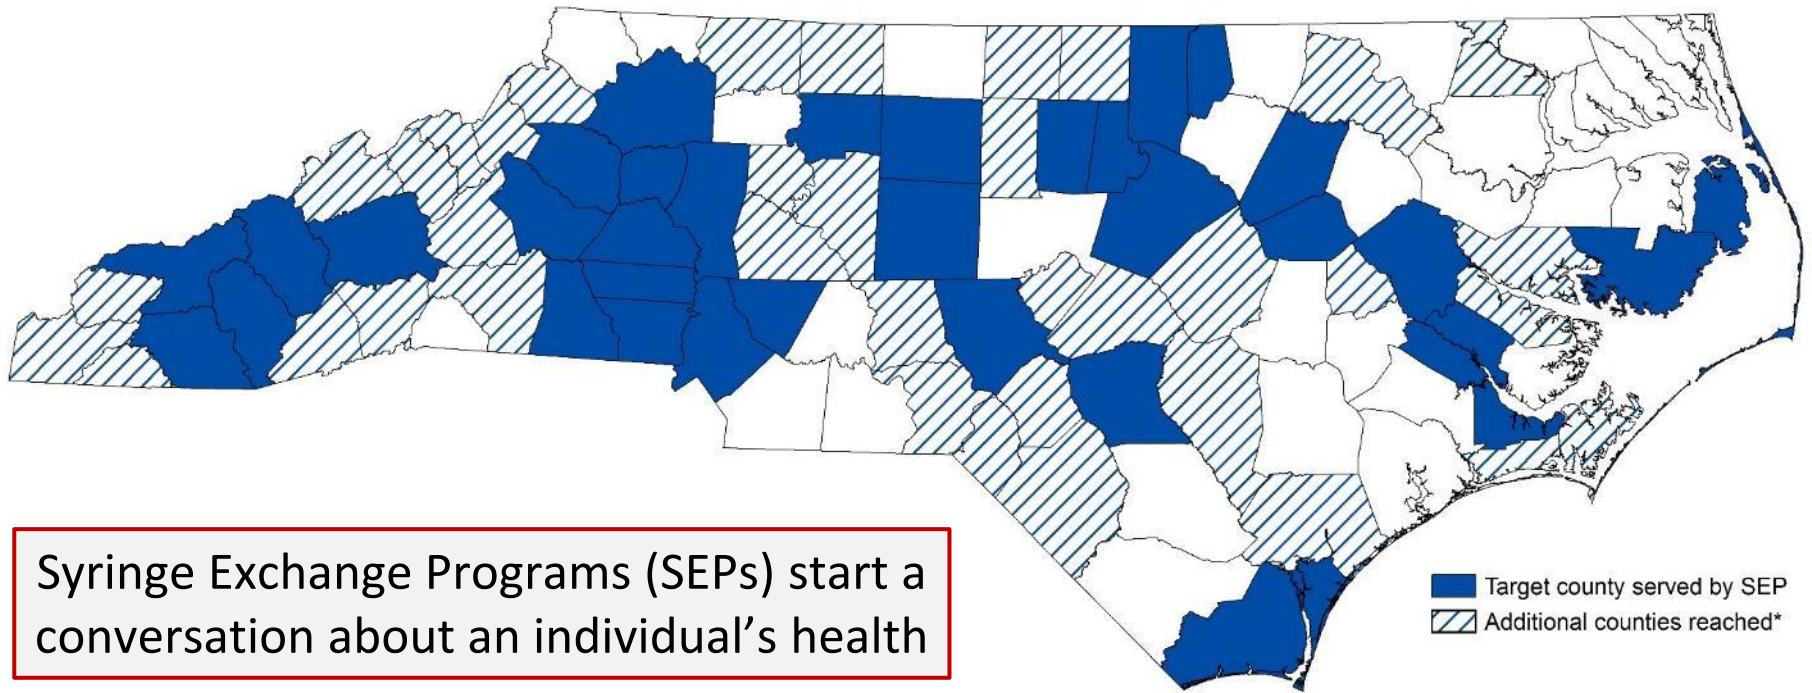 Syringe Exchange Programs (SEPs) start a
conversation about an individual’s health
Target county served by SEP
Additional counties reached*